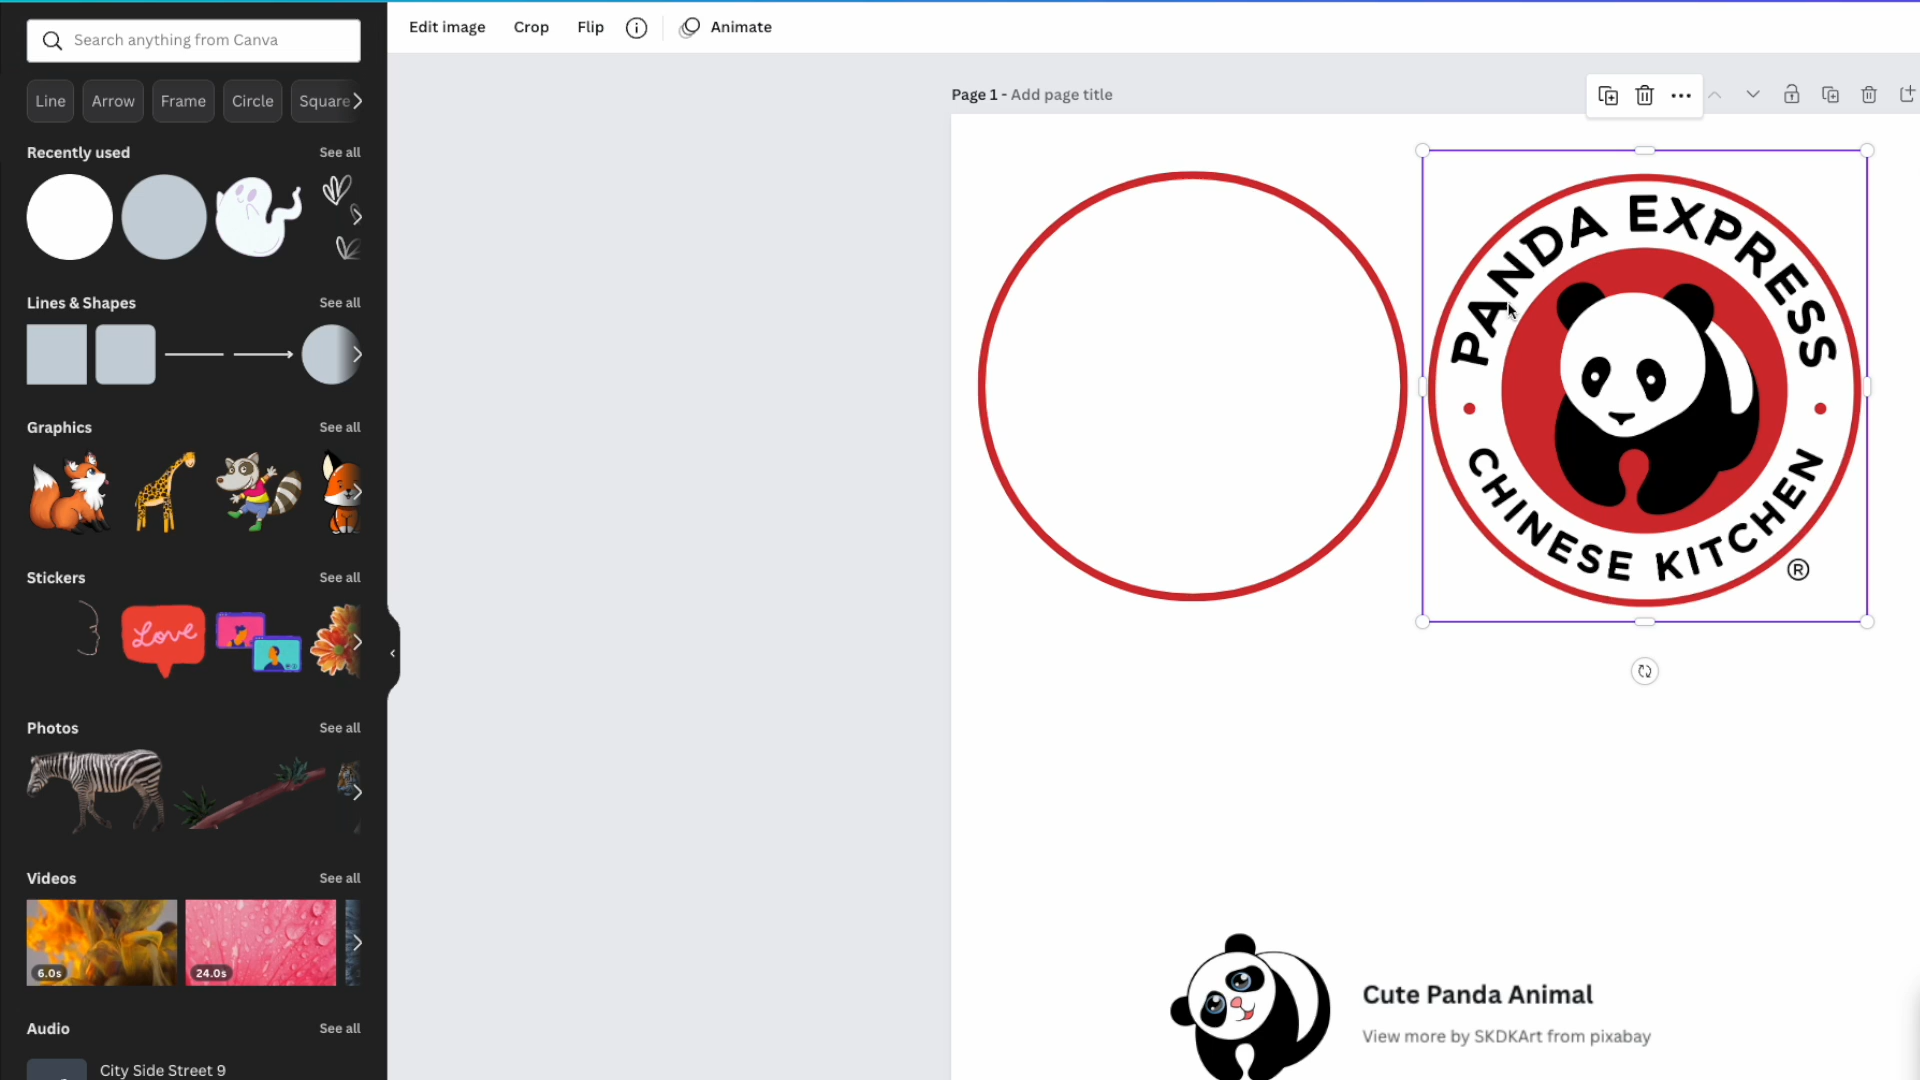 Search anything from Canva
Line
Arrow
Frame
Circle
Square
Recently used
See all
Lines & Shapes
See all
Graphics
See all
Stickers
See all
Love
Photos
See all
Videos
See all
6.0s
24.0s
Audio
See all
City Side Street 9
Edit image
Crop
Flip
Animate
Page 1 - Add page title
PANDA EXPRESS
CHINESE KITCHEN
®
Cute Panda Animal
View more by SKDKArt from pixabay